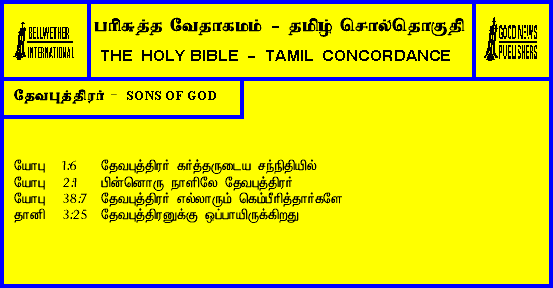 BELLWETHER
INTERNATIONAL
பரிசுத்த வேதாகமம் - தமிழ் சொல்தொகுதி
THE HOLY BIBLE - TAMIL CONCORDANCE
GOOD NEWS
PUBLISHERS
தேவபுத்திரர் - SONS OF GOD
யோபு 1:6 தேவபுத்திரர் கர்த்தருடைய சந்நிதியில்
யோபு 2:1 பின்னொரு நாளிலே தேவபுத்திரர்
யோபு 38:7 தேவபுத்திரர் எல்லாரும் கெம்பீரித்தார்களே
தானி 3:25 தேவபுத்திரனுக்கு ஒப்பாயிருக்கிறது